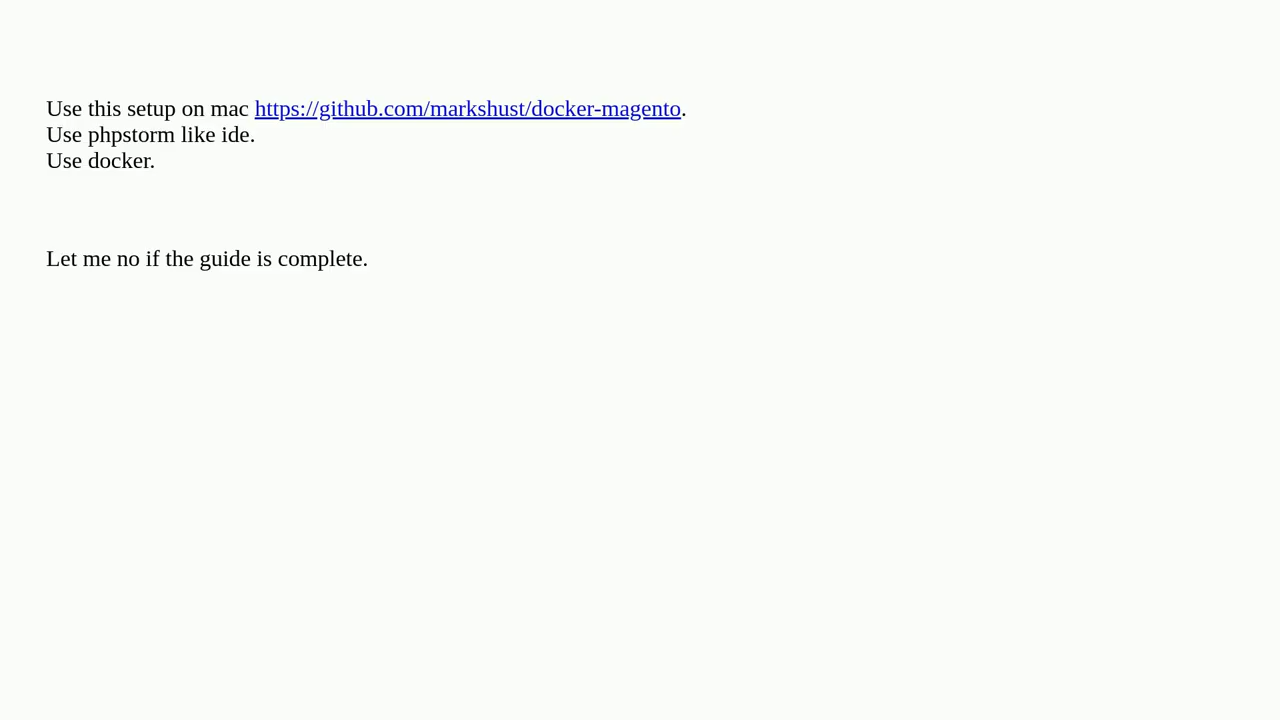 Use this setup on mac https://github.com/markshust/docker-magento.
Use phpstorm like ide.
Use docker.
Let me no if the guide is complete.